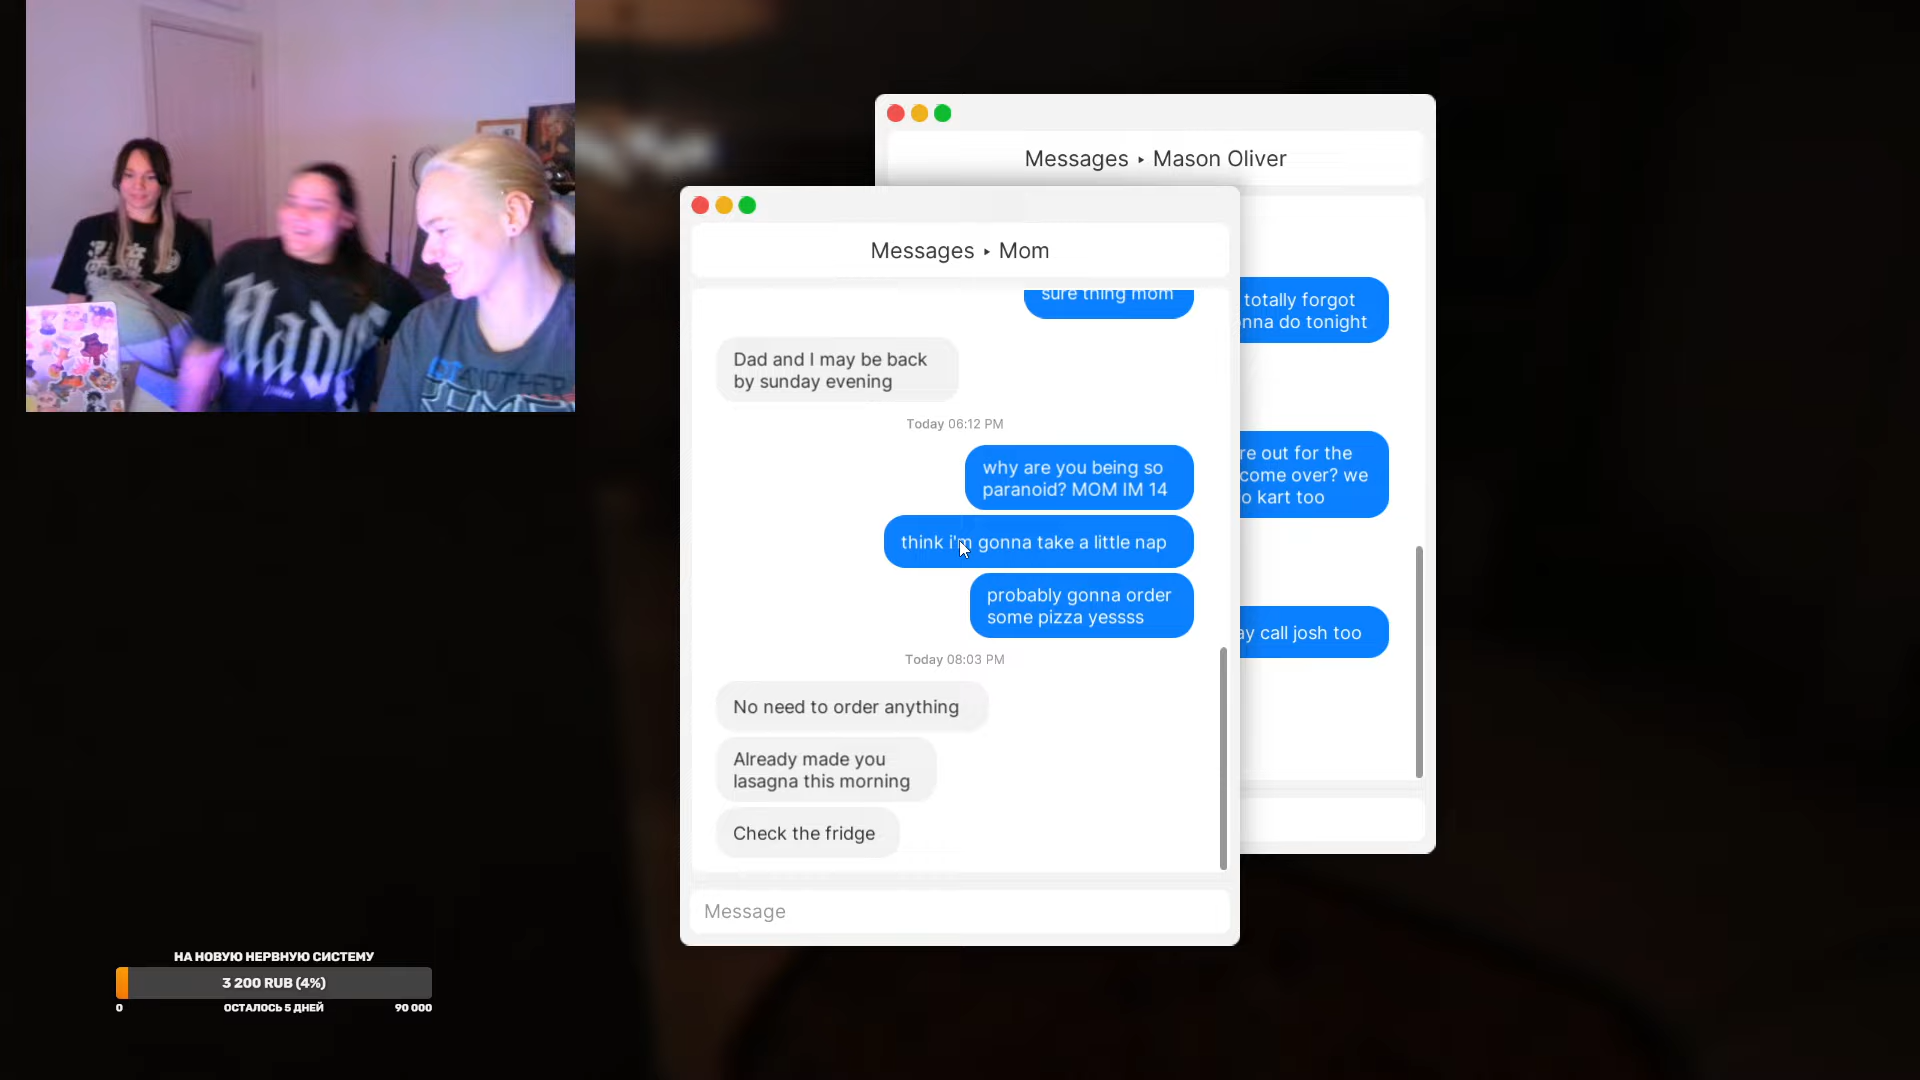 Messages ▸ Mason Oliver
totally forgot
nna do tonight
re out for the
come over? we
o kart too
ay call josh too
Messages ▸ Mom
sure thing mom
Dad and I may be back
by sunday evening
Today 06:12 PM
why are you being so
paranoid? MOM IM 14
think i'm gonna take a little nap
probably gonna order
some pizza yessss
Today 08:03 PM
No need to order anything
Already made you
lasagna this morning
Check the fridge
Message
НА НОВУЮ НЕРВНУЮ СИСТЕМУ
3 200 RUB (4%)
0 ОСТАЛОСЬ 5 ДНЕЙ 90 000